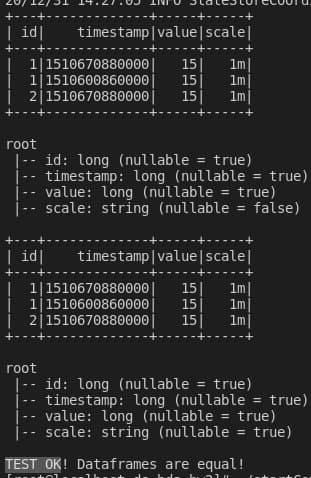 20/12/31 14:27:05 INFO StateStoreCoord
+---+-------------+-----+-----+
| id|    timestamp|value|scale|
+---+-------------+-----+-----+
|  1|1510670880000|   15|   1m|
|  1|1510600860000|   15|   1m|
|  2|1510670880000|   15|   1m|
+---+-------------+-----+-----+
root
 |-- id: long (nullable = true)
 |-- timestamp: long (nullable = true)
 |-- value: long (nullable = true)
 |-- scale: string (nullable = false)
+---+-------------+-----+-----+
| id|    timestamp|value|scale|
+---+-------------+-----+-----+
|  1|1510670880000|   15|   1m|
|  1|1510600860000|   15|   1m|
|  2|1510670880000|   15|   1m|
+---+-------------+-----+-----+
root
 |-- id: long (nullable = true)
 |-- timestamp: long (nullable = true)
 |-- value: long (nullable = true)
 |-- scale: string (nullable = true)
TEST OK! Dataframes are equal!